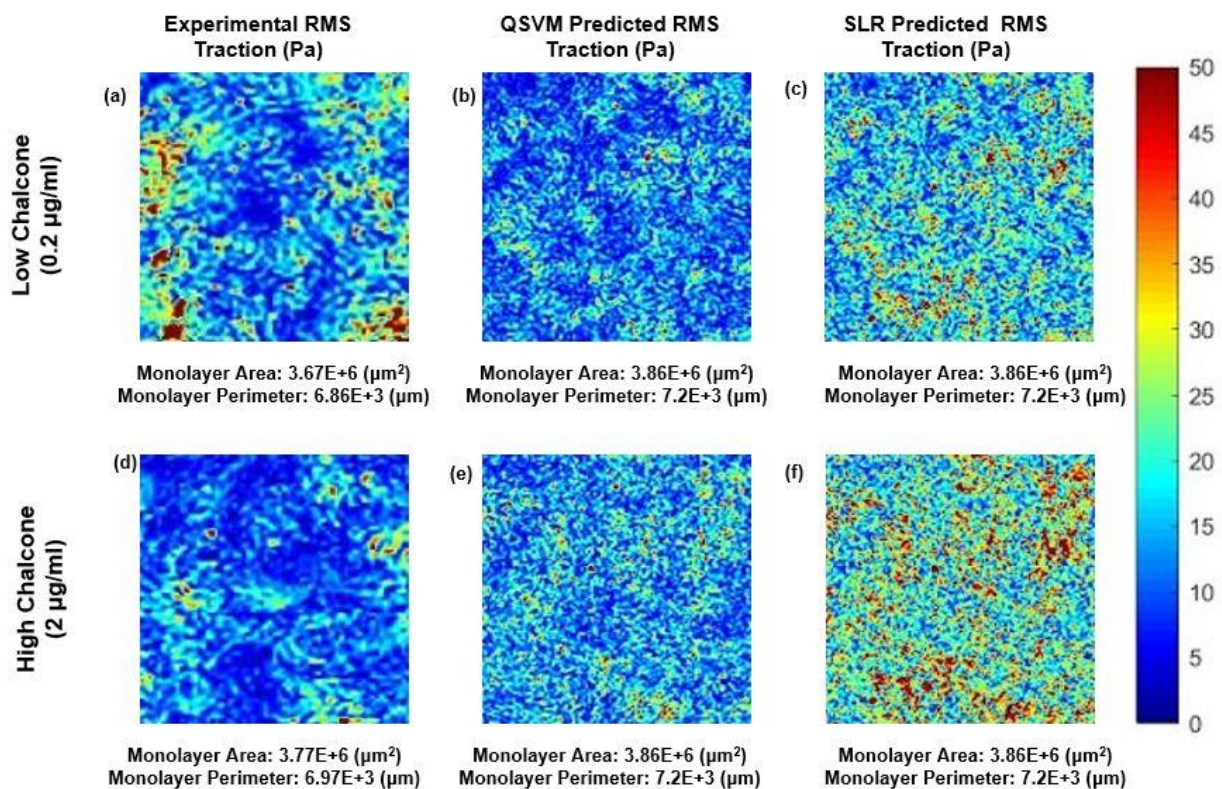 Experimental RMS
Traction (Pa)
QSVM Predicted RMS
Traction (Pa)
SLR Predicted  RMS
Traction (Pa)
Low Chalcone
(0.2 µg/ml)
(a)
(b)
(c)
Monolayer Area: 3.67E+6 (µm²)
Monolayer Perimeter: 6.86E+3 (µm)
Monolayer Area: 3.86E+6 (µm²)
Monolayer Perimeter: 7.2E+3 (µm)
Monolayer Area: 3.86E+6 (µm²)
Monolayer Perimeter: 7.2E+3 (µm)
High Chalcone
(2 µg/ml)
(d)
(e)
(f)
Monolayer Area: 3.77E+6 (µm²)
Monolayer Perimeter: 6.97E+3 (µm)
Monolayer Area: 3.86E+6 (µm²)
Monolayer Perimeter: 7.2E+3 (µm)
Monolayer Area: 3.86E+6 (µm²)
Monolayer Perimeter: 7.2E+3 (µm)
50
45
40
35
30
25
20
15
10
5
0